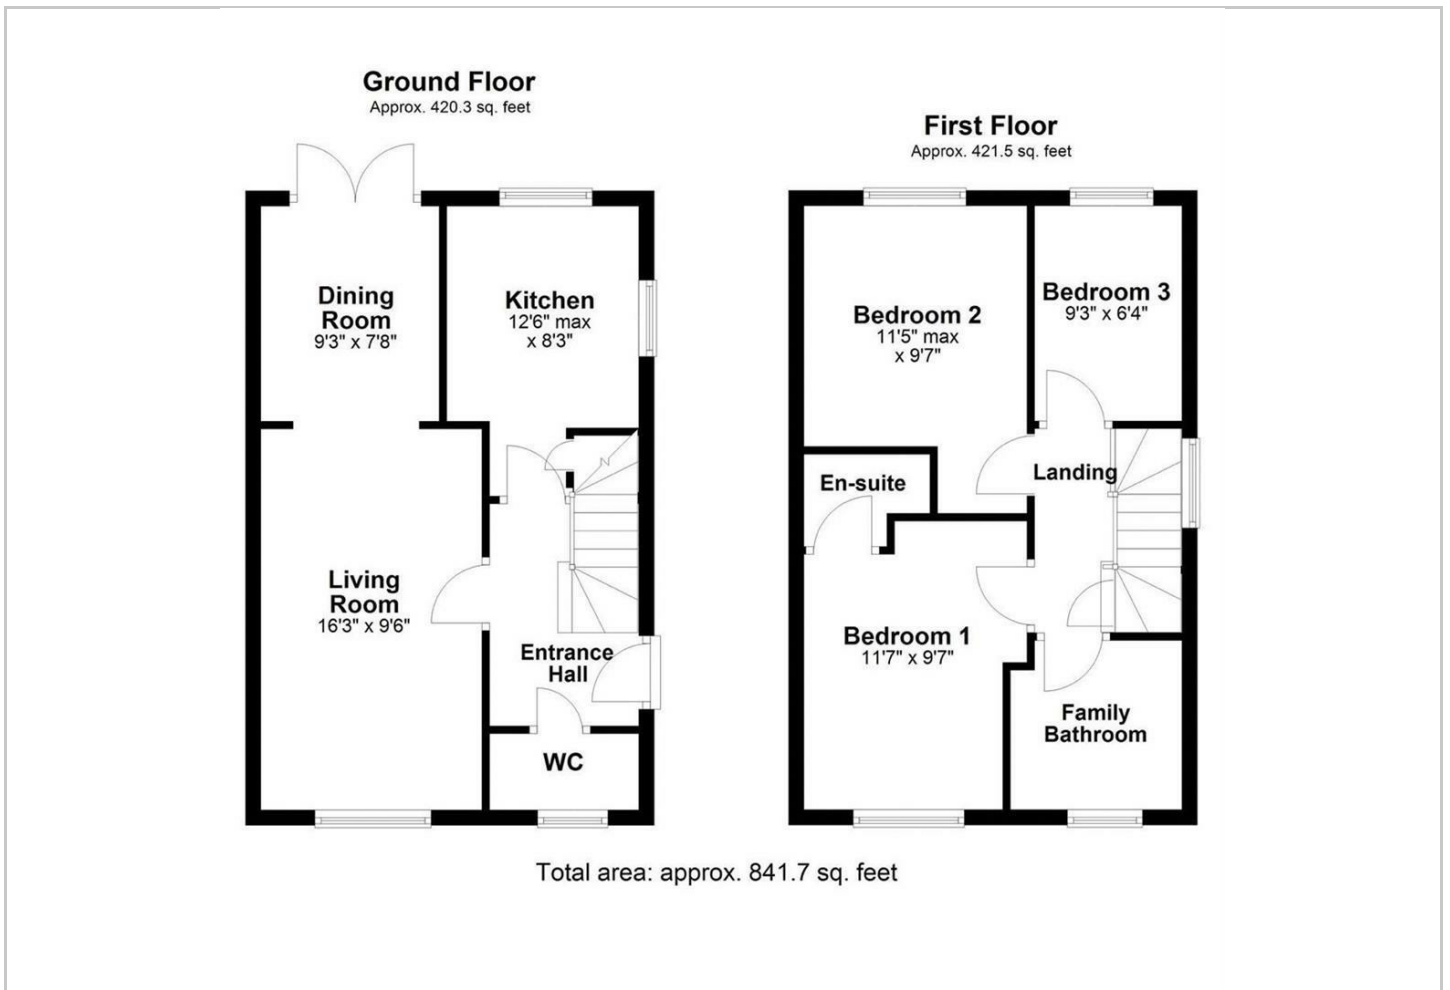 Ground Floor
Approx. 420.3 sq. feet
Dining
Room
9'3" x 7'8"
Kitchen
12'6" max
x 8'3"
Living
Room
16'3" x 9'6"
Entrance
Hall
WC
First Floor
Approx. 421.5 sq. feet
Bedroom 2
11'5" max
x 9'7"
Bedroom 3
9'3" x 6'4"
En-suite
Landing
Bedroom 1
11'7" x 9'7"
Family
Bathroom
Total area: approx. 841.7 sq. feet